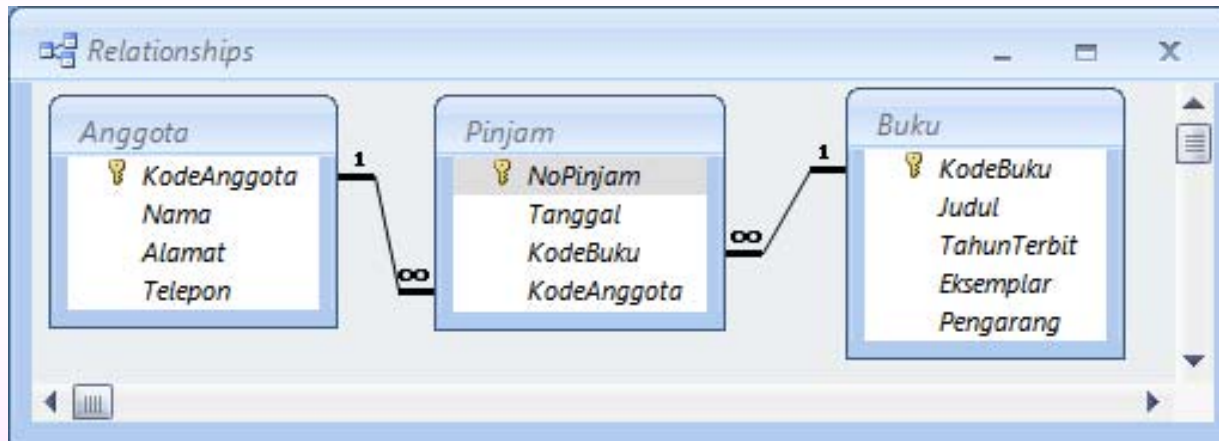 Relationships
Anggota
KodeAnggota
Nama
Alamat
Telepon
1
∞
Pinjam
NoPinjam
Tanggal
KodeBuku
KodeAnggota
∞
1
Buku
KodeBuku
Judul
TahunTerbit
Eksemplar
Pengarang